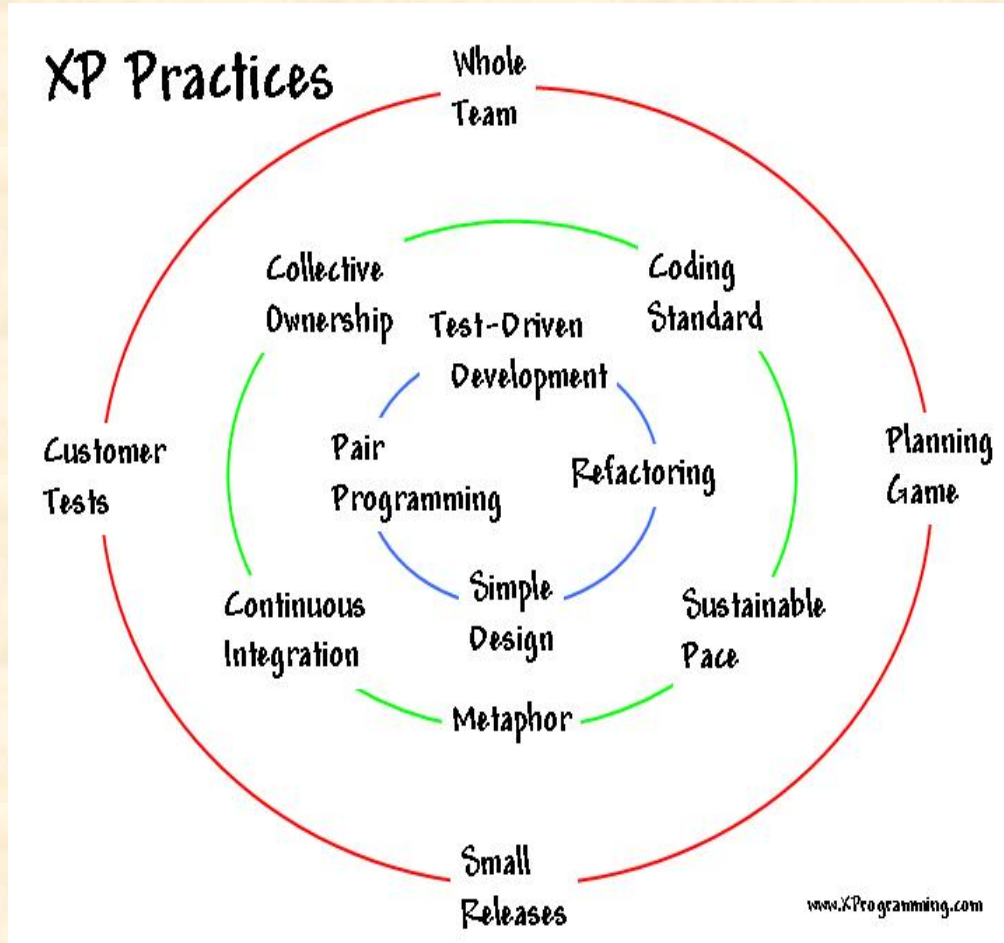 XP Practices
Whole
Team
Collective
Ownership
Coding
Standard
Test-Driven
Development
Customer
Tests
Pair
Programming
Refactoring
Planning
Game
Continuous
Integration
Simple
Design
Sustainable
Pace
Metaphor
Small
Releases
www.XProgramming.com